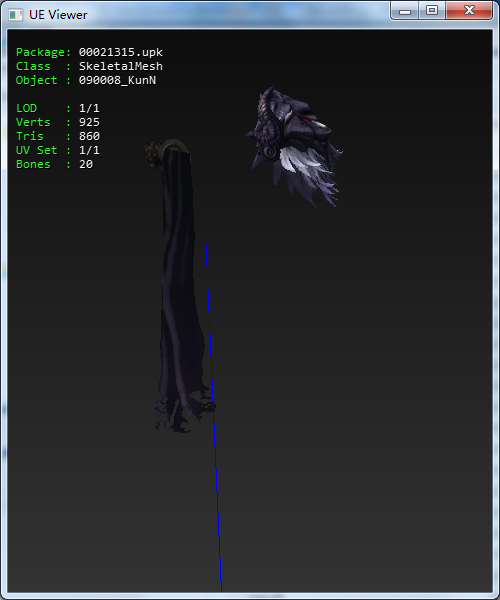 UE Viewer
Package: 00021315.upk
Class : SkeletalMesh
Object : 090008_KunN
LOD : 1/1
Verts : 925
Tris : 860
UV Set : 1/1
Bones : 20